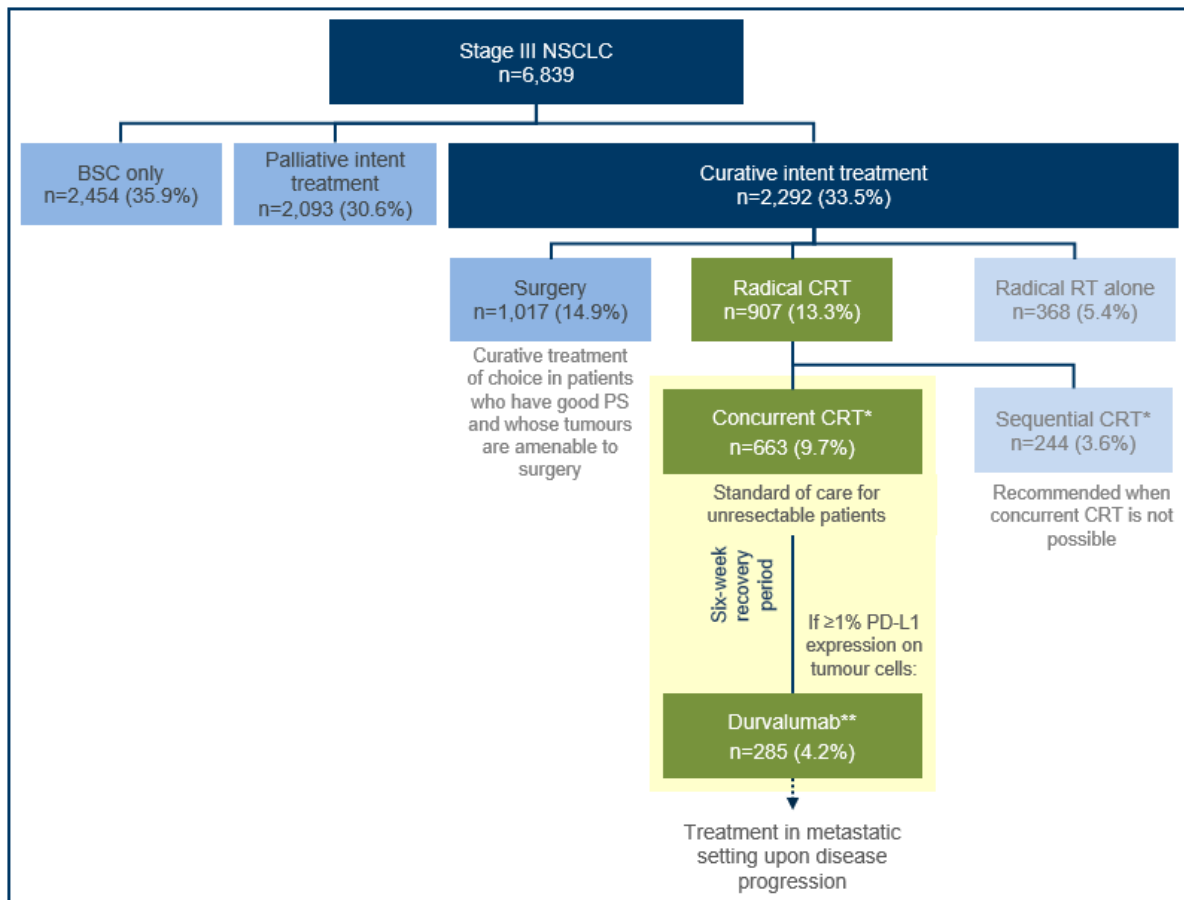 Stage III NSCLC
n=6,839
BSC only
n=2,454 (35.9%)
Palliative intent
treatment
n=2,093 (30.6%)
Curative intent treatment
n=2,292 (33.5%)
Surgery
n=1,017 (14.9%)
Radical CRT
n=907 (13.3%)
Radical RT alone
n=368 (5.4%)
Curative treatment
of choice in patients
who have good PS
and whose tumours
are amenable to
surgery
Concurrent CRT*
n=663 (9.7%)
Sequential CRT*
n=244 (3.6%)
Standard of care for
unresectable patients
Recommended when
concurrent CRT is not
possible
Six-week
recovery
period
If ≥1% PD-L1
expression on
tumour cells:
Durvalumab**
n=285 (4.2%)
Treatment in metastatic
setting upon disease
progression